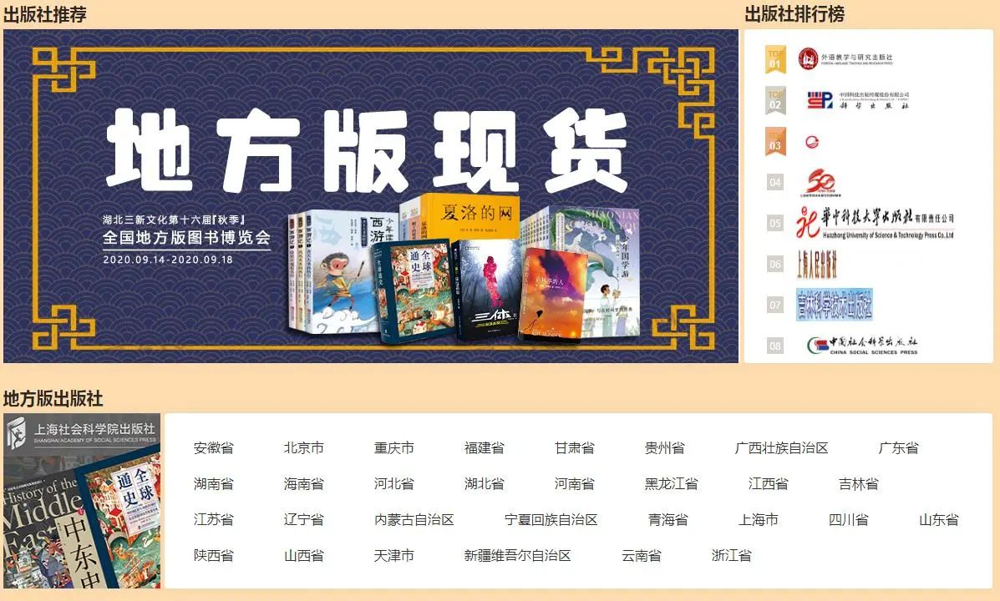 出版社推荐
地方版现货
湖北三新文化第十六届『秋季』
全国地方版图书博览会
2020.09.14-2020.09.18
夏洛的网
西游
少年
全球通史
三体
追风筝的人
SHAONIAN
GUOXUE YOU
少年国学游
出版社排行榜
TOP
01
外语教学与研究出版社
FOREIGN LANGUAGE TEACHING AND RESEARCH PRESS
TOP
02
中国科技出版传媒股份有限公司
科学出版社
TOP
03
04
50
05
华中科技大学出版社有限责任公司
Huazhong University of Science & Technology Press Co.,Ltd
06
上海人民出版社
07
吉林科学技术出版社
08
中国社会科学出版社
CHINA SOCIAL SCIENCES PRESS
地方版出版社
上海社会科学院出版社
SHANGHAI ACADEMY OF SOCIAL SCIENCES PRESS
History of the
Middle
East
中东史
全球通史
安徽省 北京市 重庆市 福建省 甘肃省 贵州省 广西壮族自治区 广东省
湖南省 海南省 河北省 湖北省 河南省 黑龙江省 江西省 吉林省
江苏省 辽宁省 内蒙古自治区 宁夏回族自治区 青海省 上海市 四川省 山东省
陕西省 山西省 天津市 新疆维吾尔自治区 云南省 浙江省